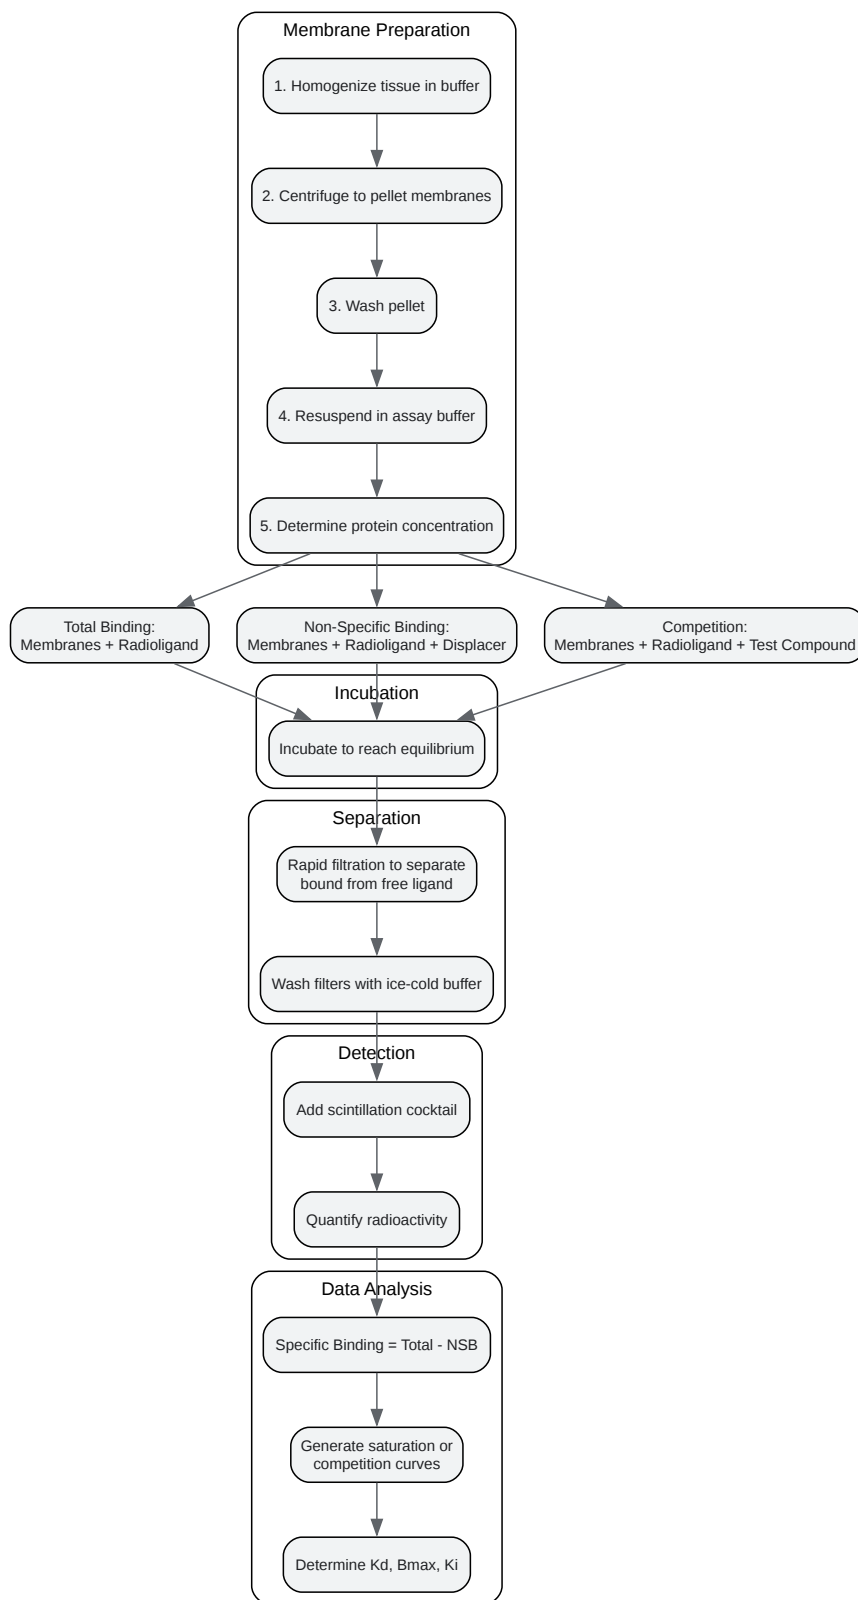 Membrane Preparation
1. Homogenize tissue in buffer
2. Centrifuge to pellet membranes
3. Wash pellet
4. Resuspend in assay buffer
5. Determine protein concentration
Total Binding:
Membranes + Radioligand
Non-Specific Binding:
Membranes + Radioligand + Displacer
Competition:
Membranes + Radioligand + Test Compound
Incubation
Incubate to reach equilibrium
Separation
Rapid filtration to separate
bound from free ligand
Wash filters with ice-cold buffer
Detection
Add scintillation cocktail
Quantify radioactivity
Data Analysis
Specific Binding = Total - NSB
Generate saturation or
competition curves
Determine Kd, Bmax, Ki